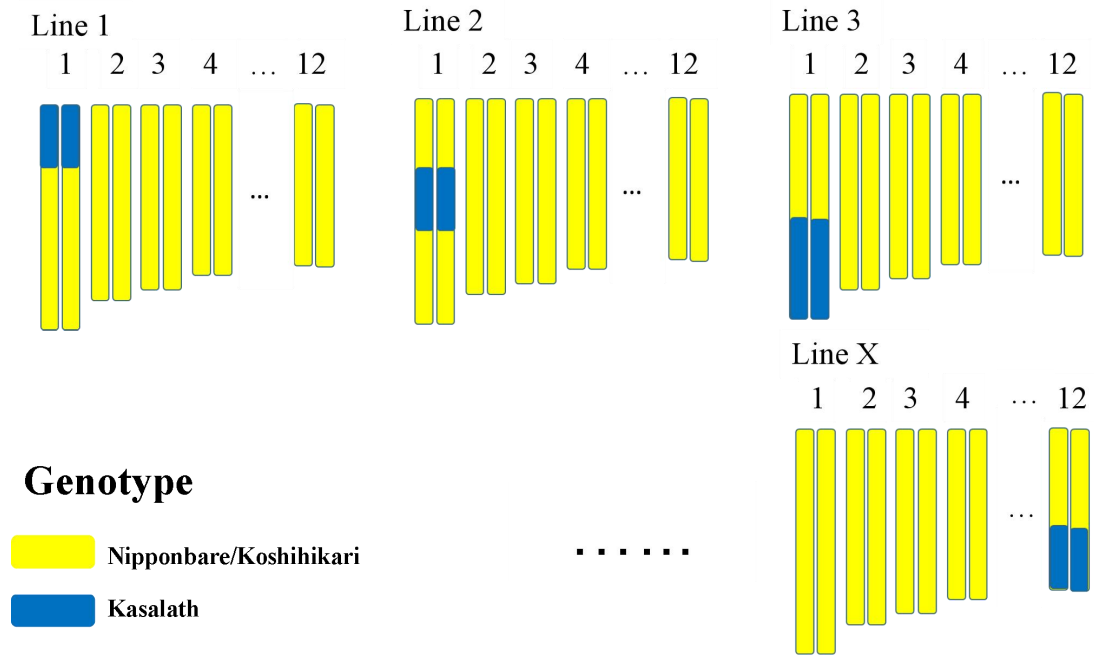 Line 1
1 2 3 4 … 12
...
Line 2
1 2 3 4 … 12
...
Line 3
1 2 3 4 … 12
...
Line X
1 2 3 4 … 12
…
Genotype
Nipponbare/Koshihikari
Kasalath
......